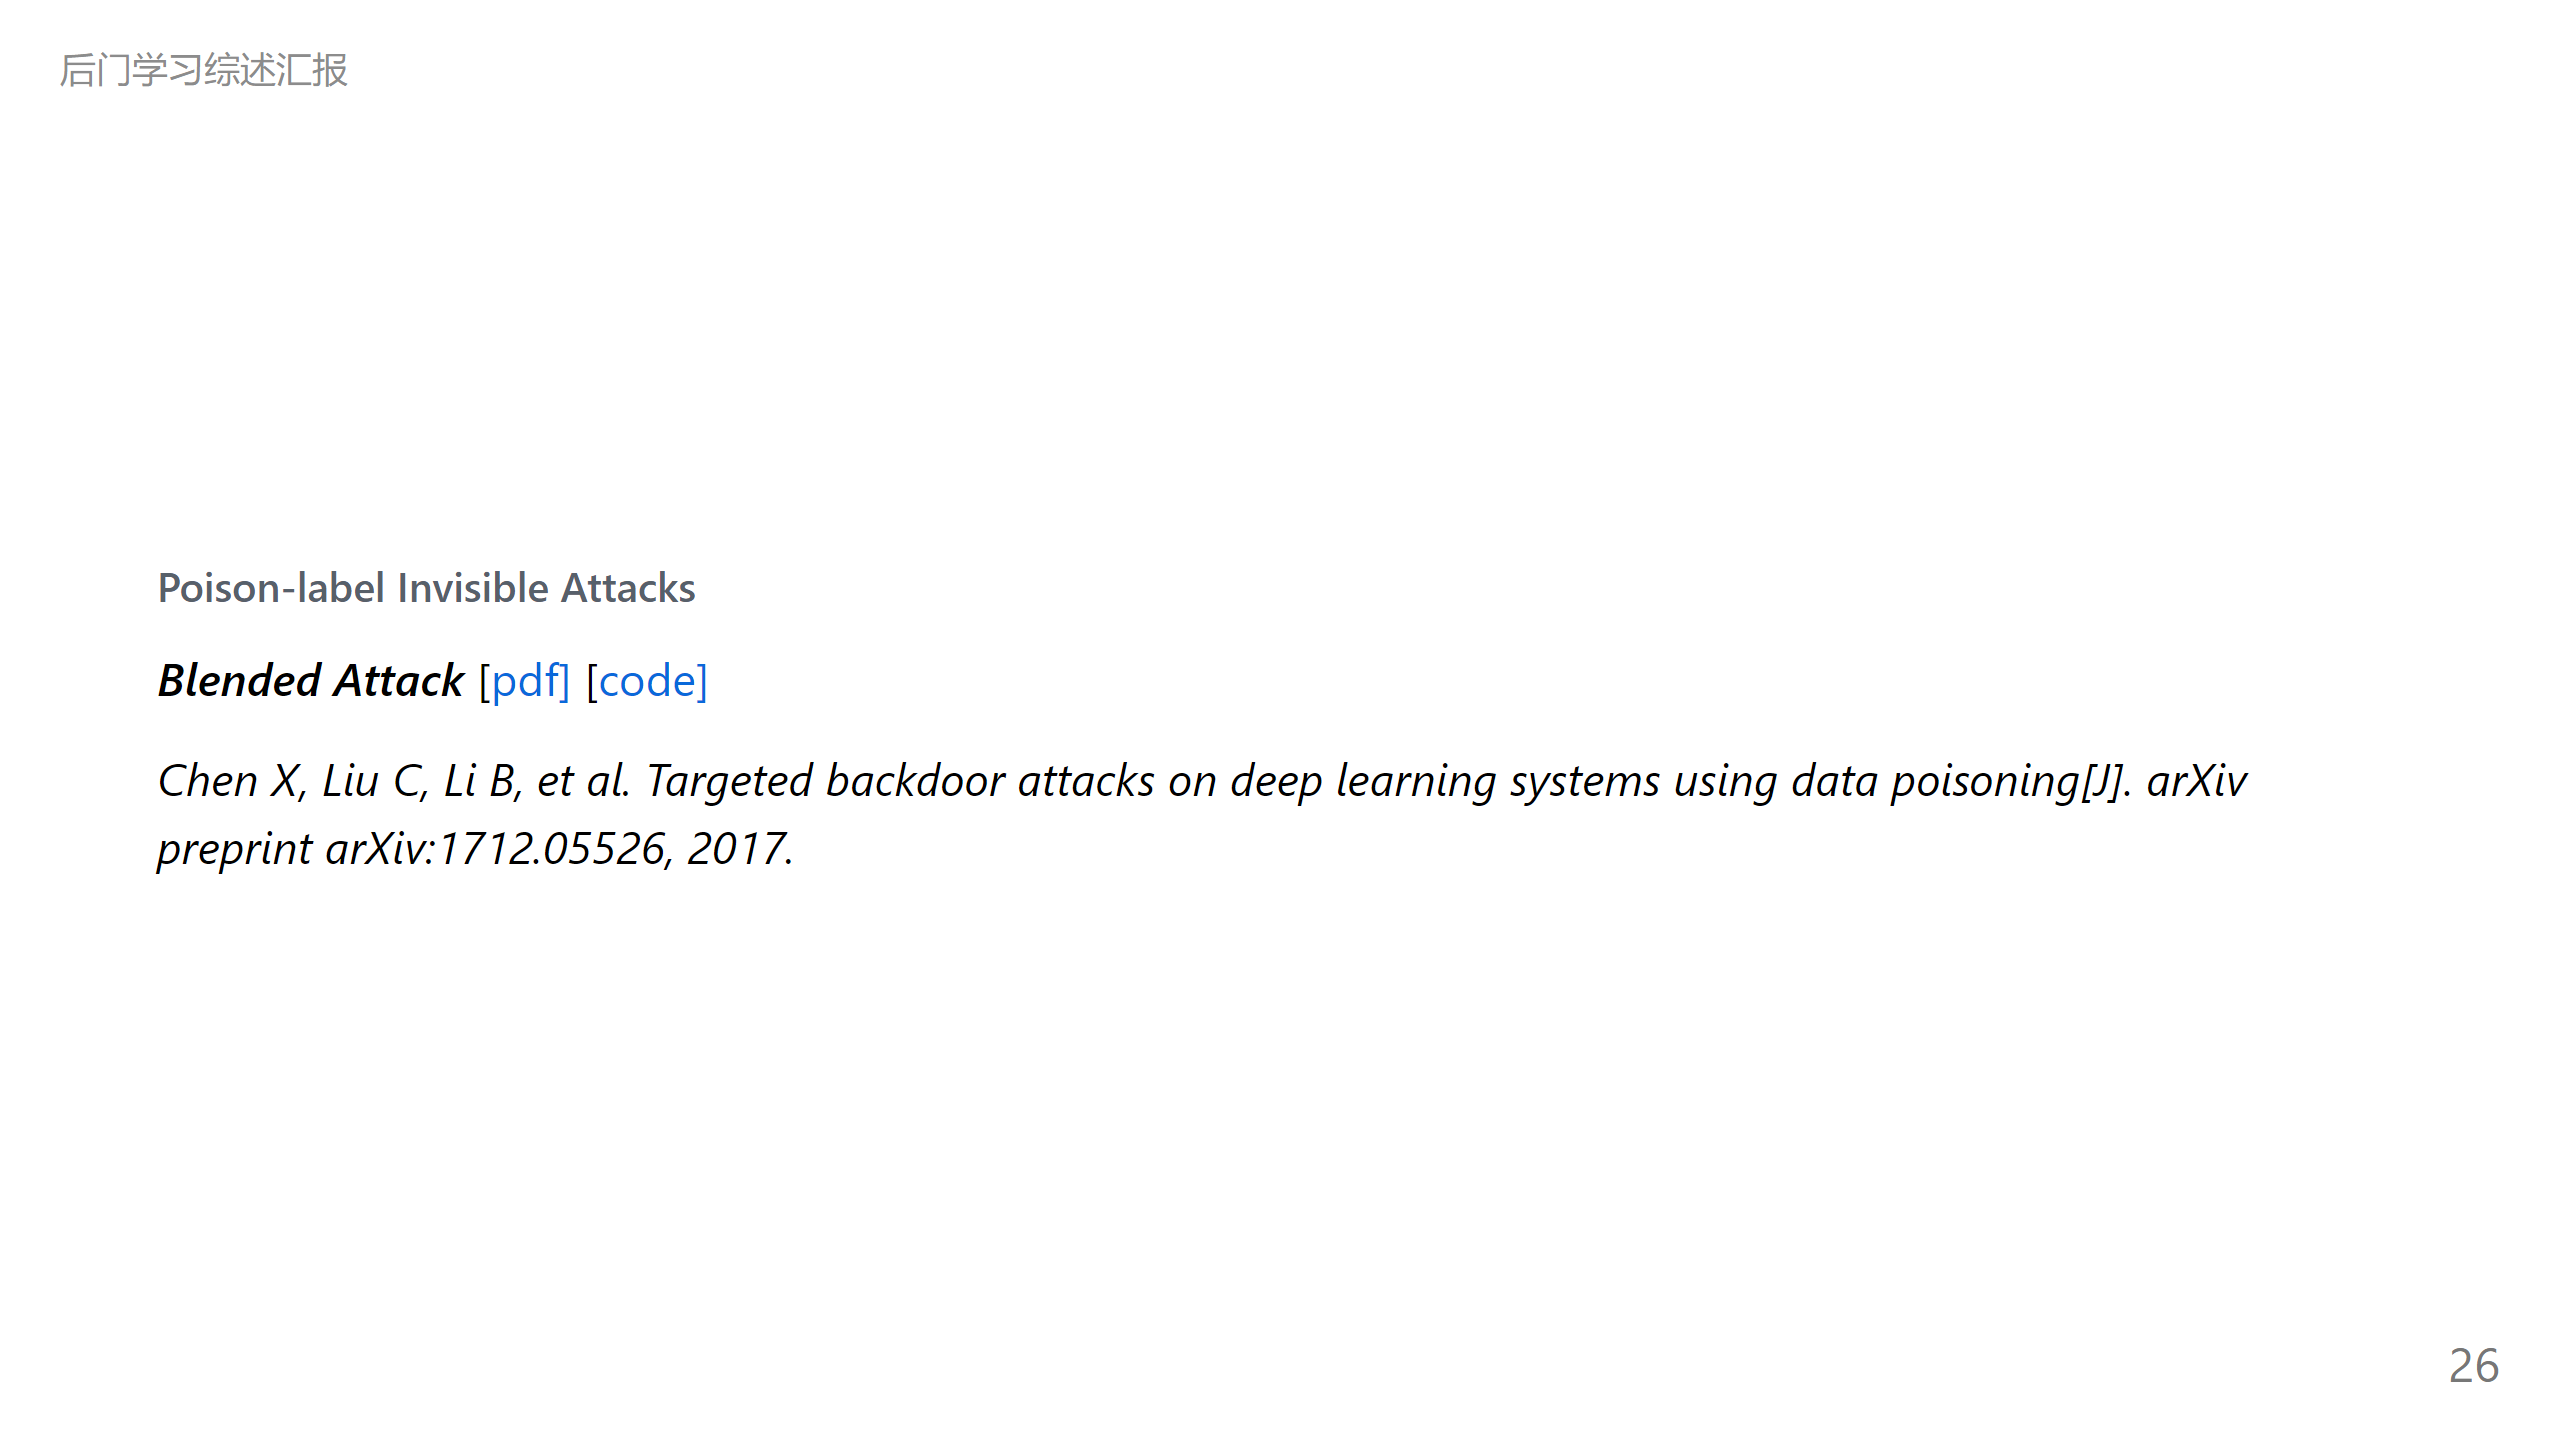 后门学习综述汇报
Poison-label Invisible Attacks
Blended Attack [pdf] [code]
Chen X, Liu C, Li B, et al. Targeted backdoor attacks on deep learning systems using data poisoning[J]. arXiv
preprint arXiv:1712.05526, 2017.
26